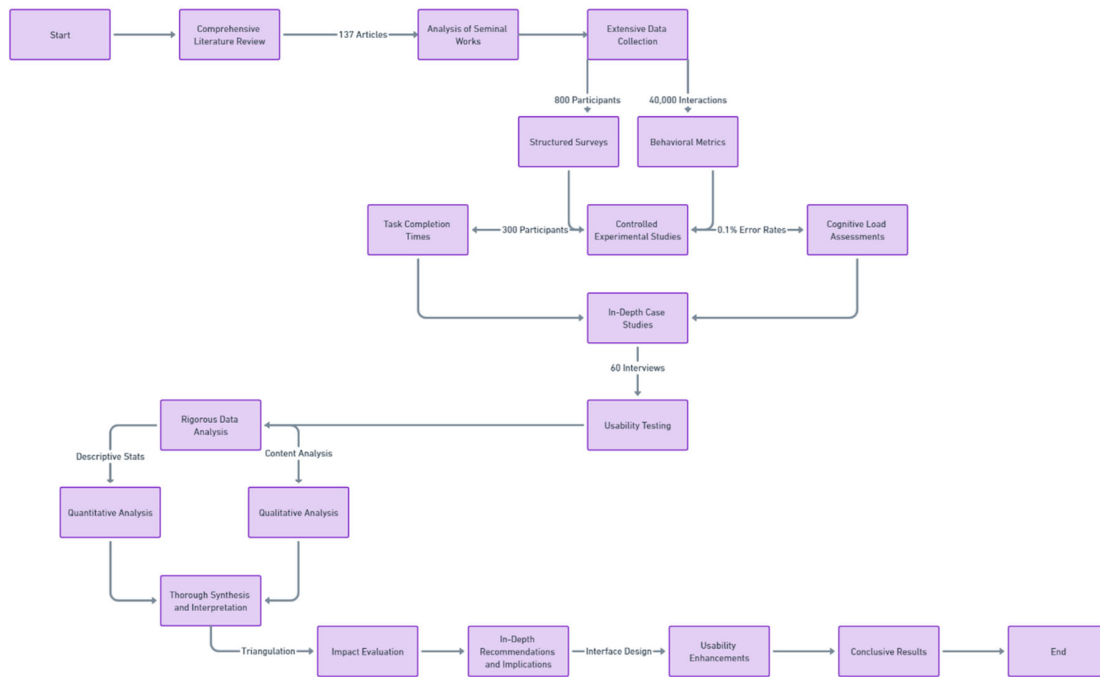 Start
Comprehensive
Literature Review
137 Articles
Analysis of Seminal
Works
Extensive Data
Collection
800 Participants
40,000 Interactions
Structured Surveys
Behavioral Metrics
Task Completion
Times
300 Participants
Controlled
Experimental Studies
0.1% Error Rates
Cognitive Load
Assessments
In-Depth Case
Studies
60 Interviews
Usability Testing
Rigorous Data
Analysis
Descriptive Stats
Content Analysis
Quantitative Analysis
Qualitative Analysis
Thorough Synthesis
and Interpretation
Triangulation
Impact Evaluation
In-Depth
Recommendations
and Implications
Interface Design
Usability
Enhancements
Conclusive Results
End